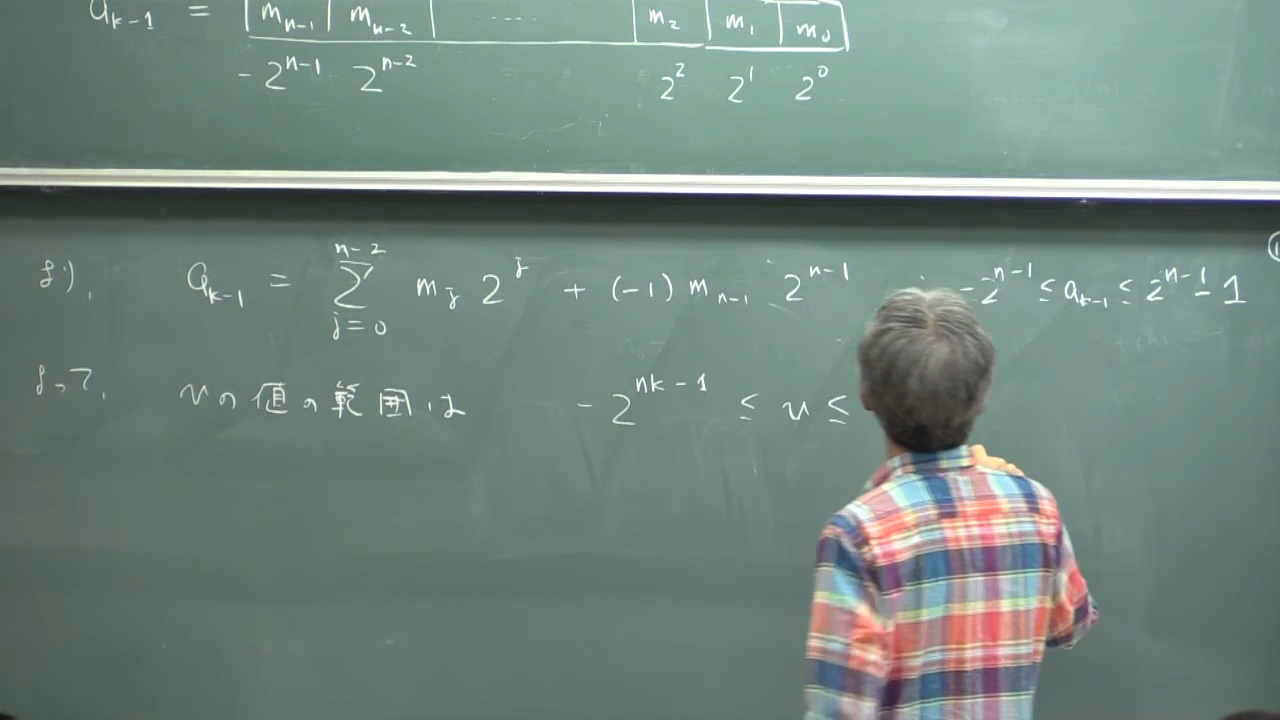 a_{k-1} = m_{n-1} m_{n-2} ..... m_2 m_1 m_0
-2^{n-1} 2^{n-2} 2^2 2^1 2^0
より, a_{k-1} = \sum_{j=0}^{n-2} m_j 2^j + (-1) m_{n-1} 2^{n-1} -2^{n-1} ≤ a_{k-1} ≤ 2^{n-1} - 1
よって, の値の範囲は -2^{nk-1} ≤ u ≤